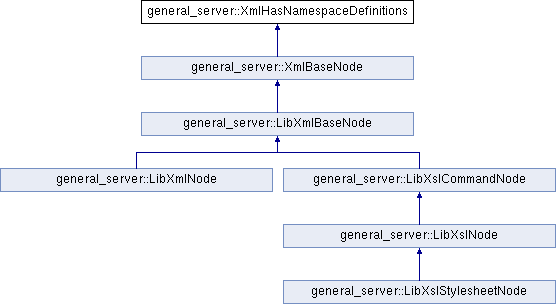 general_server::XmlHasNamespaceDefinitions
general_server::XmlBaseNode
general_server::LibXmlBaseNode
general_server::LibXmlNode
general_server::LibXslCommandNode
general_server::LibXslNode
general_server::LibXslStylesheetNode